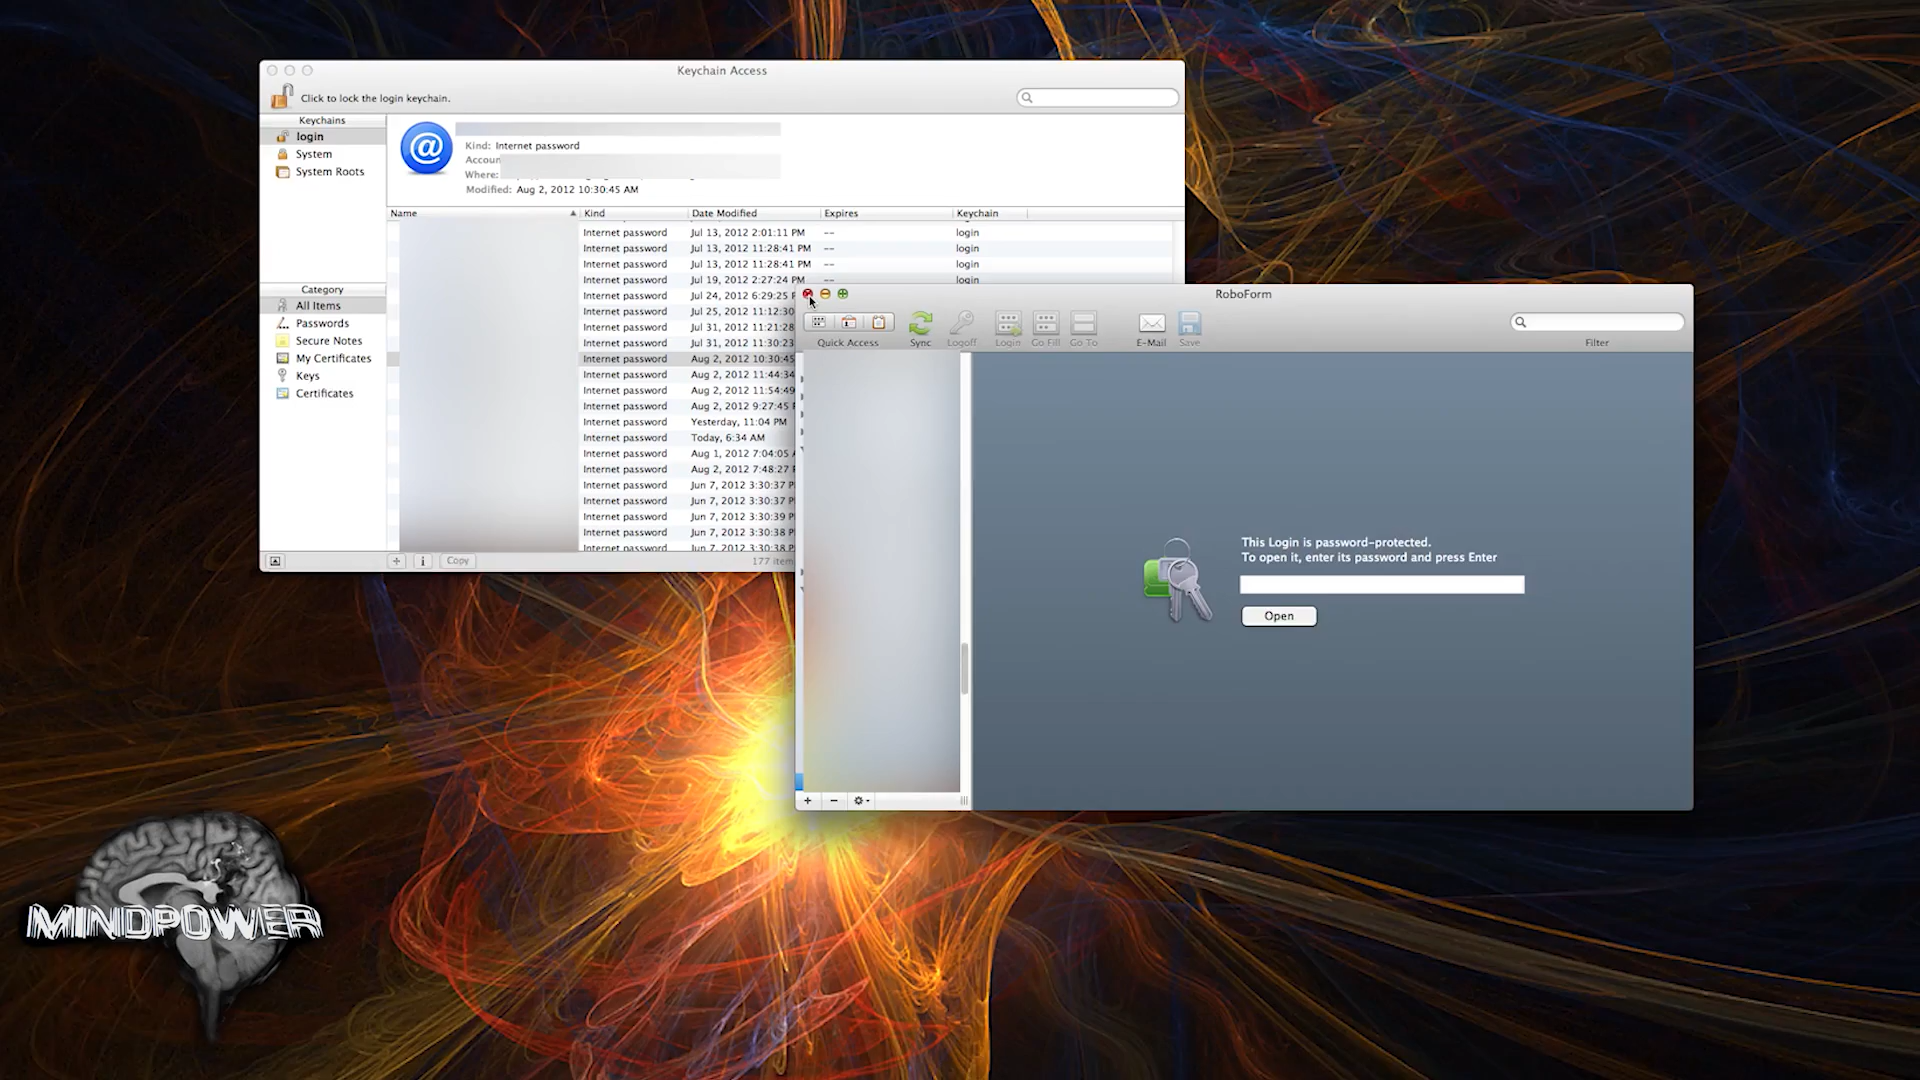 Keychain Access
Click to lock the login keychain.
Keychains
login
System
System Roots
Kind: Internet password
Accoun
Where:
Modified: Aug 2, 2012 10:30:45 AM
Name Kind Date Modified Expires Keychain
Internet password Jul 13, 2012 2:01:11 PM -- login
Internet password Jul 13, 2012 11:28:41 PM -- login
Internet password Jul 13, 2012 11:28:41 PM -- login
Internet password Jul 19, 2012 2:27:24 PM -- login
Internet password Jul 24, 2012 6:29:25 P
Internet password Jul 25, 2012 11:12:30
Internet password Jul 31, 2012 11:21:28
Internet password Jul 31, 2012 11:30:23
Internet password Aug 2, 2012 10:30:45
Internet password Aug 2, 2012 11:44:34
Internet password Aug 2, 2012 11:54:49
Internet password Aug 2, 2012 9:27:45 P
Internet password Yesterday, 11:04 PM
Internet password Today, 6:34 AM
Internet password Aug 1, 2012 7:04:05
Internet password Aug 2, 2012 7:48:27
Internet password Jun 7, 2012 3:30:37 P
Internet password Jun 7, 2012 3:30:37 P
Internet password Jun 7, 2012 3:30:39 P
Internet password Jun 7, 2012 3:30:38 P
Internet password Jun 7, 2012 3:30:38 P
Category
All Items
Passwords
Secure Notes
My Certificates
Keys
Certificates
Copy
177 item
RoboForm
Quick Access Sync Logoff Login Go Fill Go To E-Mail Save Filter
This Login is password-protected.
To open it, enter its password and press Enter
Open
MINDPOWER